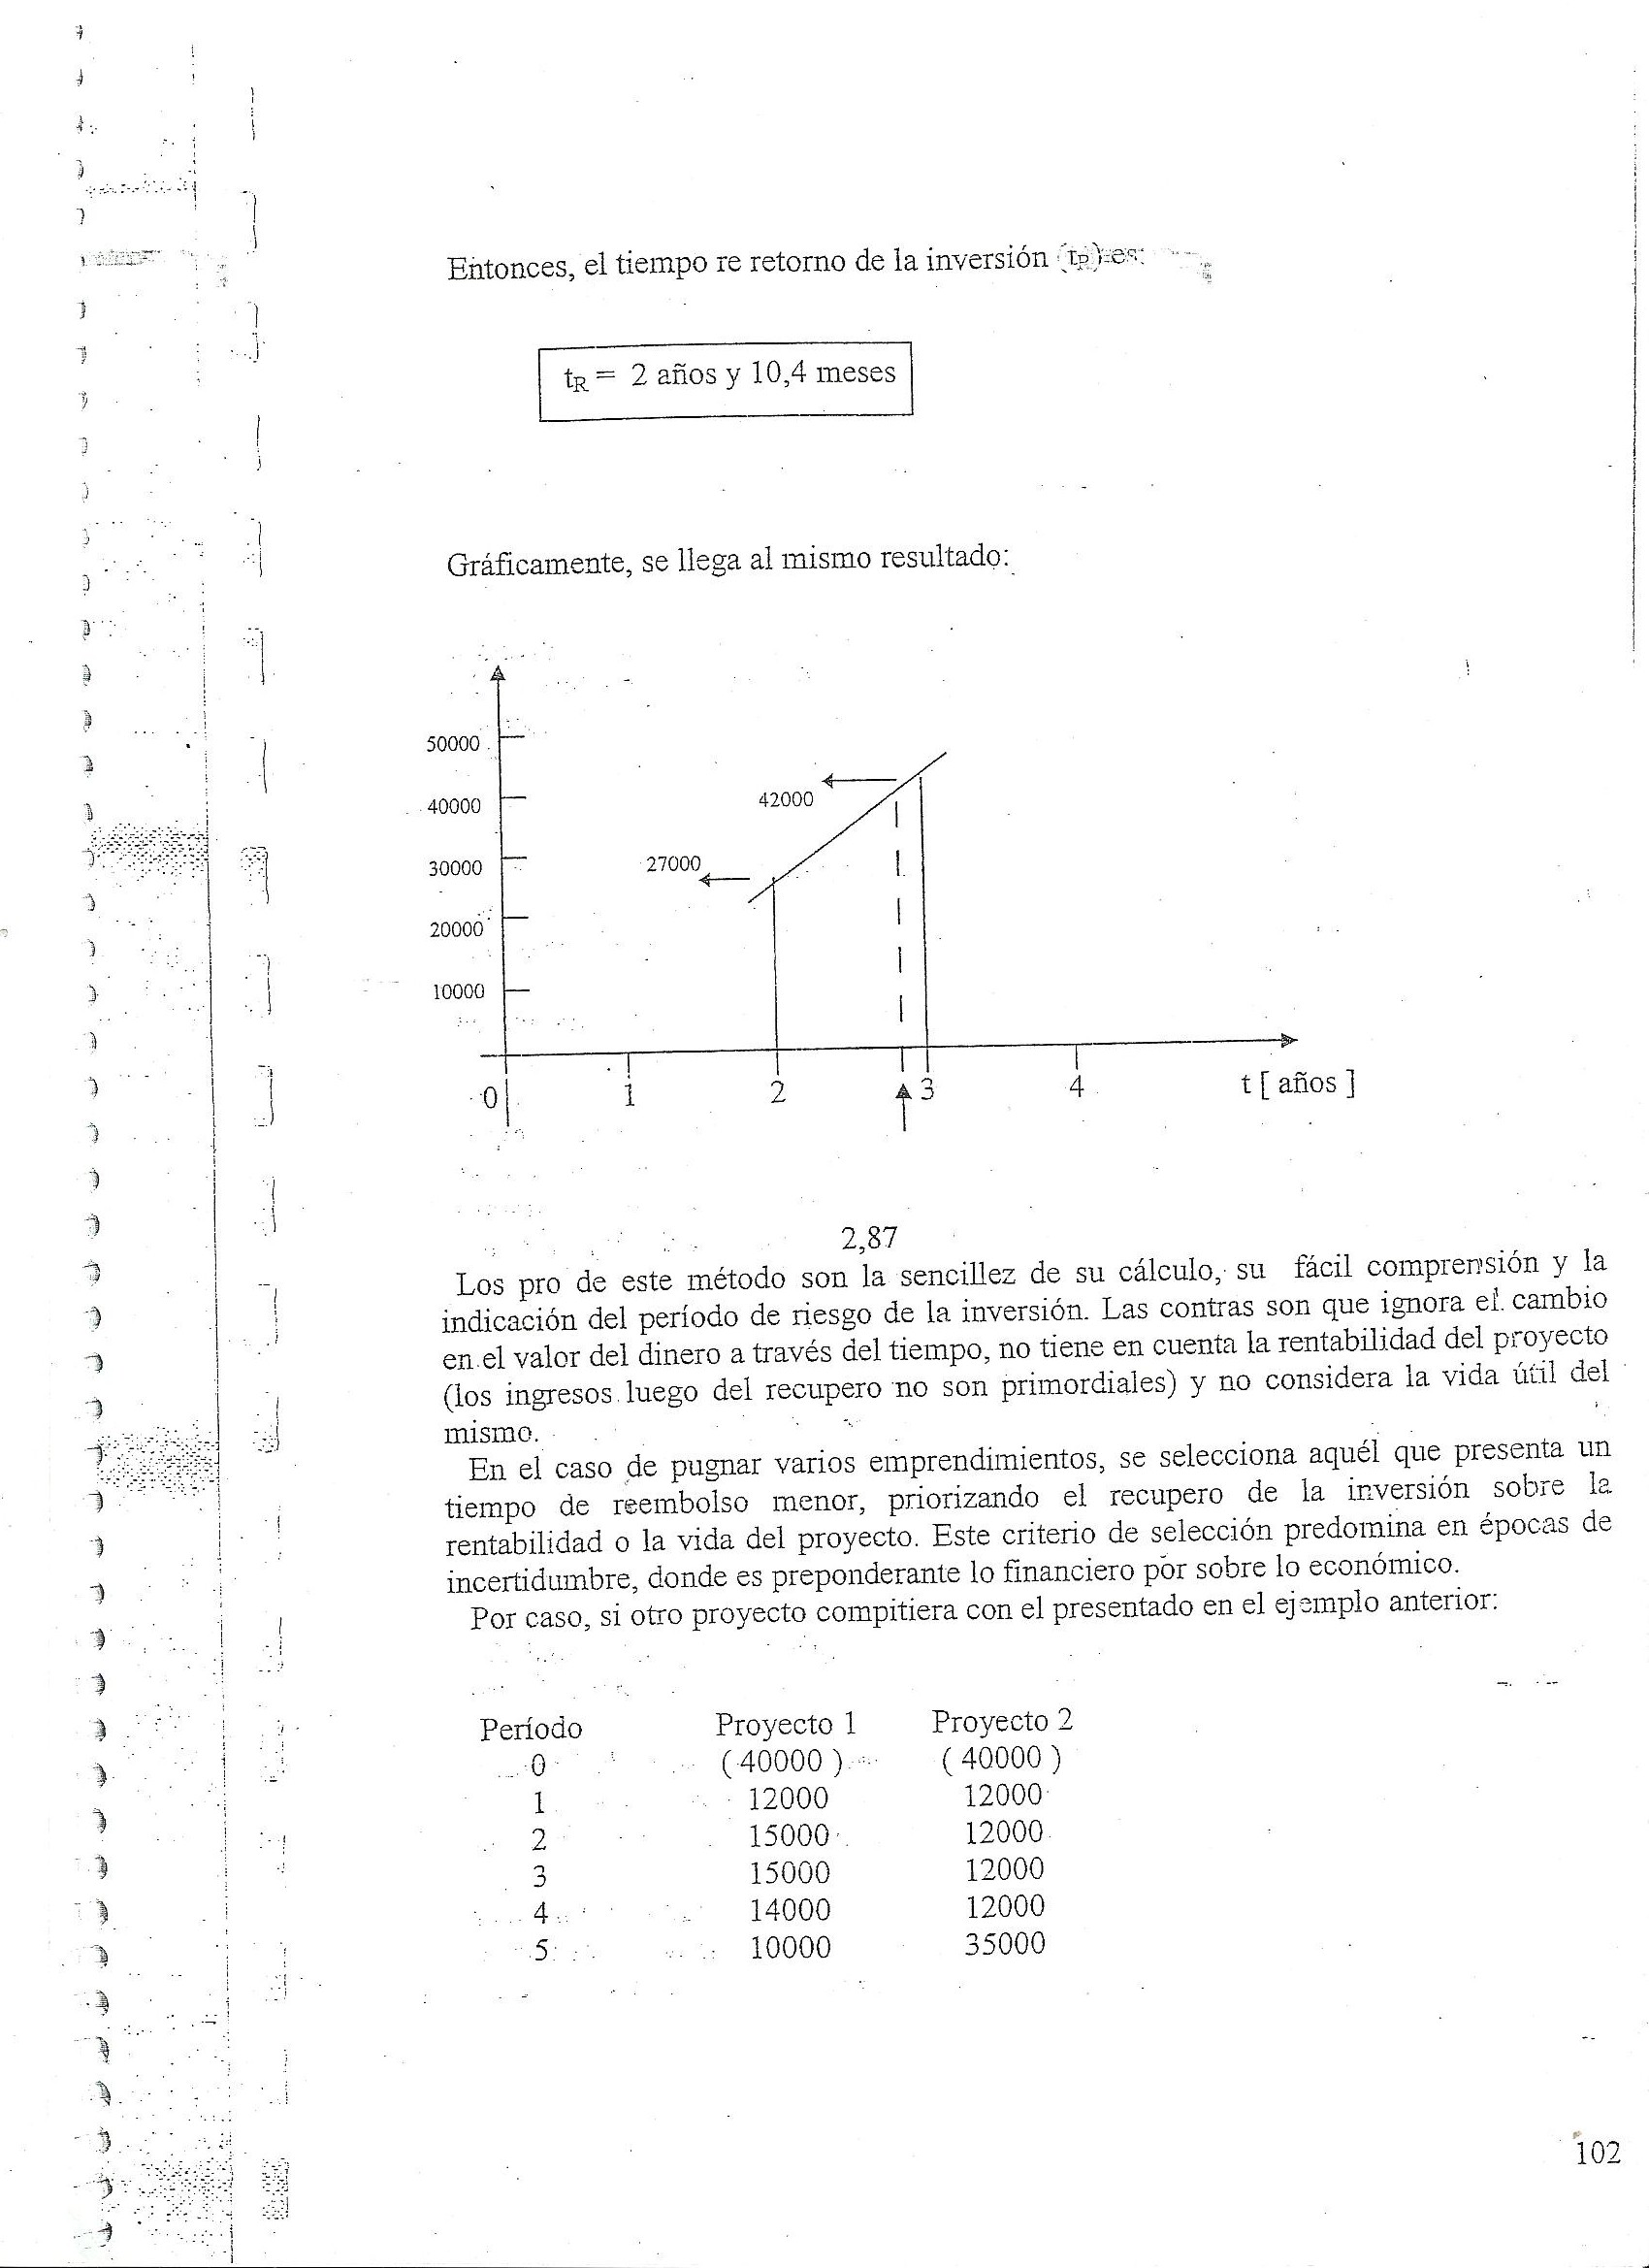 Entonces, el tiempo re retorno de la inversión (tR) es:
tR = 2 años y 10,4 meses
Gráficamente, se llega al mismo resultado:
50000
40000
30000
20000
10000
42000
27000
0 1 2 3 4 t [ años ]
2,87
Los pro de este método son la sencillez de su cálculo, su fácil comprensión y la
indicación del período de riesgo de la inversión. Las contras son que ignora el cambio
en el valor del dinero a través del tiempo, no tiene en cuenta la rentabilidad del proyecto
(los ingresos luego del recupero no son primordiales) y no considera la vida útil del
mismo.
En el caso de pugnar varios emprendimientos, se selecciona aquél que presenta un
tiempo de reembolso menor, priorizando el recupero de la inversión sobre la
rentabilidad o la vida del proyecto. Este criterio de selección predomina en épocas de
incertidumbre, donde es preponderante lo financiero por sobre lo económico.
Por caso, si otro proyecto compitiera con el presentado en el ejemplo anterior:
Período Proyecto 1 Proyecto 2
0 ( 40000 ) ( 40000 )
1 12000 12000
2 15000 12000
3 15000 12000
4 14000 12000
5 10000 35000
102